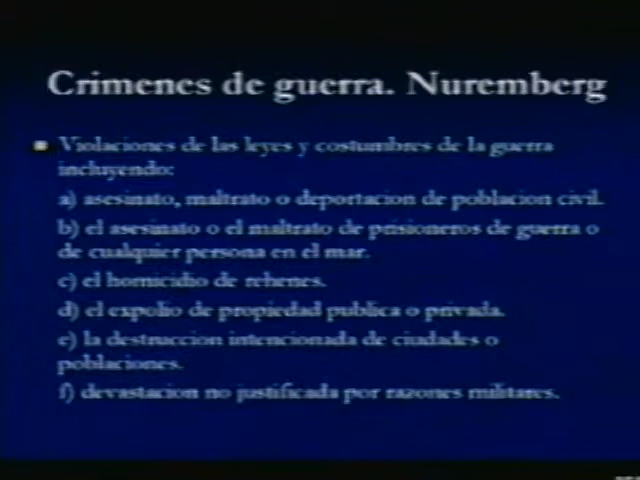 Crimenes de guerra. Nuremberg
Violaciones de las leyes y costumbres de la guerra
incluyendo:
a) asesinato, maltrato o deportacion de poblacion civil.
b) el asesinato o el maltrato de prisioneros de guerra o
de cualquier persona en el mar.
c) el homicidio de rehenes.
d) el expolio de propiedad publica o privada.
e) la destruccion intencionada de ciudades o
poblaciones.
f) devastacion no justificada por razones militares.